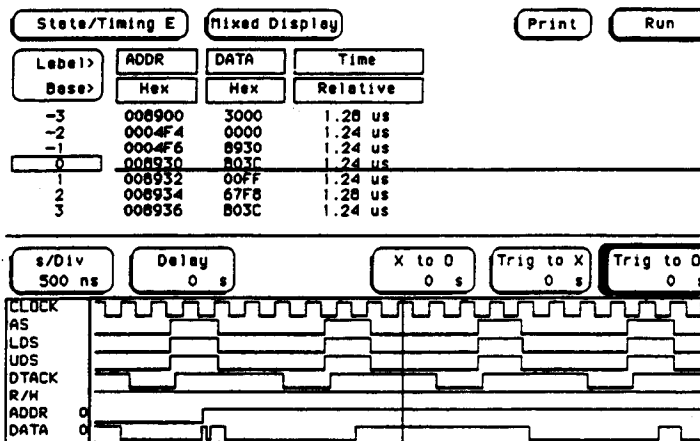 State/Timing E Mixed Display Print Run
Label> ADDR DATA Time
Base> Hex Hex Relative
-3 008900 3000 1.28 us
-2 0004F4 0000 1.24 us
-1 0004F6 8930 1.24 us
0 008930 B03C 1.24 us
1 008932 00FF 1.24 us
2 008934 67F8 1.28 us
3 008936 B03C 1.24 us
s/Div Delay X to O Trig to X Trig to O
500 ns 0 s 0 s 0 s 0 s
CLOCK
AS
LDS
UDS
DTACK
R/W
ADDR 0
DATA 0